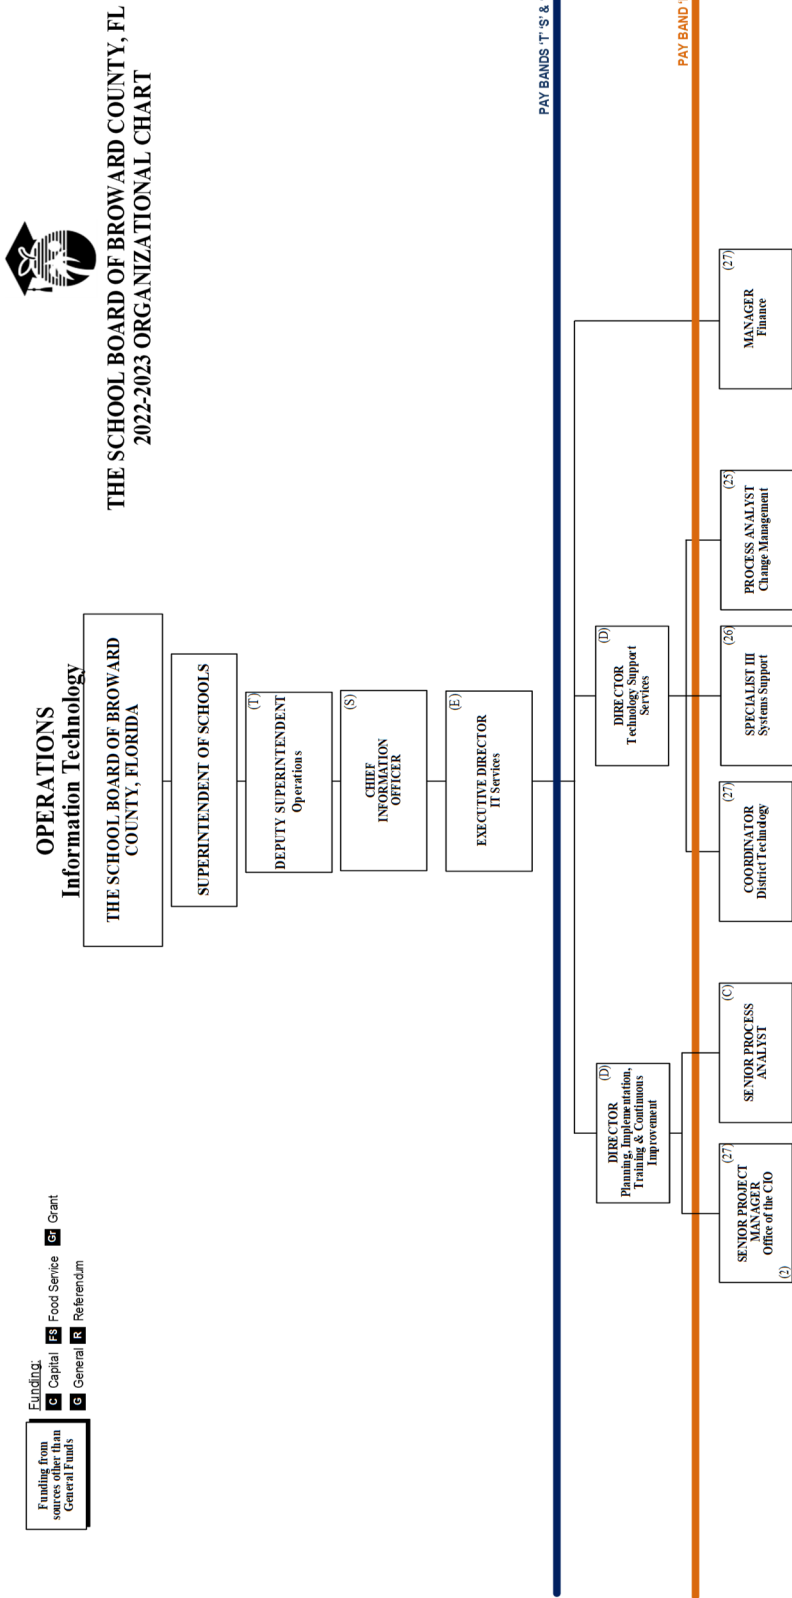 OPERATIONS
Information Technology
THE SCHOOL BOARD OF BROWARD COUNTY, FL
2022-2023 ORGANIZATIONAL CHART
Funding from
sources other than
General Funds
Funding:
C Capital FS Food Service Gr Grant
G General R Referendum
THE SCHOOL BOARD OF BROWARD
COUNTY, FLORIDA
SUPERINTENDENT OF SCHOOLS
(T)
DEPUTY SUPERINTENDENT
Operations
(S)
CHIEF
INFORMATION
OFFICER
(E)
EXECUTIVE DIRECTOR
IT Services
PAY BANDS 'T' 'S' &
(D)
DIRECTOR
Planning, Implementation,
Training & Continuous
Improvement
(D)
DIRECTOR
Technology Support
Services
PAY BAND '
(27)
SENIOR PROJECT
MANAGER
Office of the CIO
(2)
(C)
SENIOR PROCESS
ANALYST
(27)
COORDINATOR
District Technology
(26)
SPECIALIST III
Systems Support
(25)
PROCESS ANALYST
Change Management
(27)
MANAGER
Finance